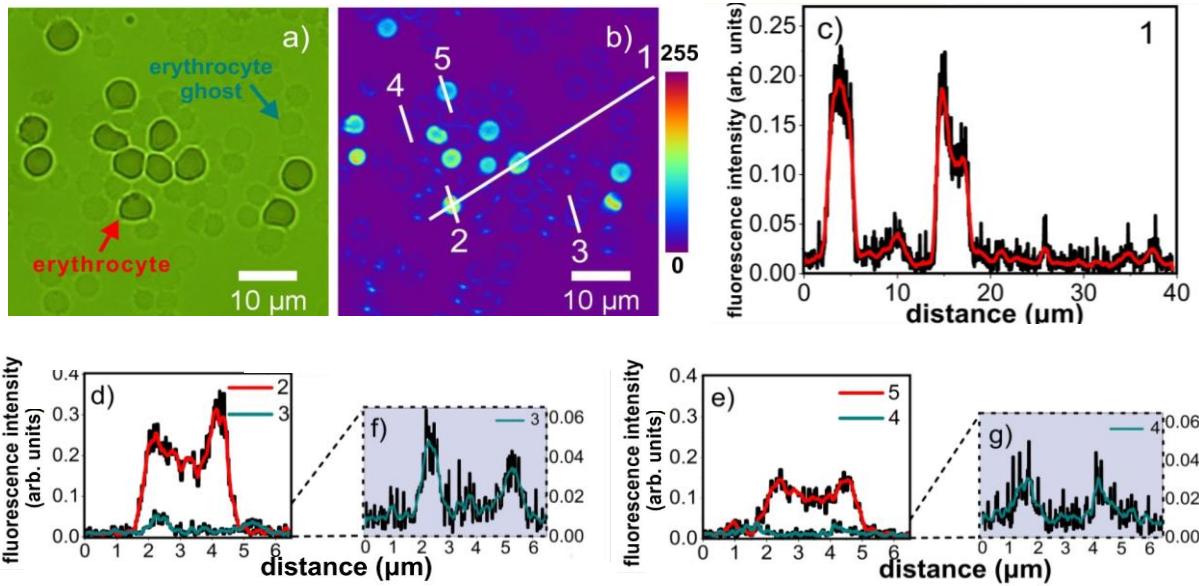 a)
erythrocyte
ghost
erythrocyte
10 µm
b)
1
5
4
2
3
10 µm
255
0
fluorescence intensity (arb. units)
c)
1
0.25
0.20
0.15
0.10
0.05
0.00
0 10 20 30 40
distance (µm)
fluorescence intensity
(arb. units)
d)
2
3
0.4
0.3
0.2
0.1
0.0
0 1 2 3 4 5 6
f)
3
0.06
0.04
0.02
0.00
0 1 2 3 4 5 6
distance (µm)
fluorescence intensity
(arb. units)
e)
5
4
0.4
0.3
0.2
0.1
0.0
0 1 2 3 4 5 6
g)
4
0.06
0.04
0.02
0.00
0 1 2 3 4 5 6
distance (µm)